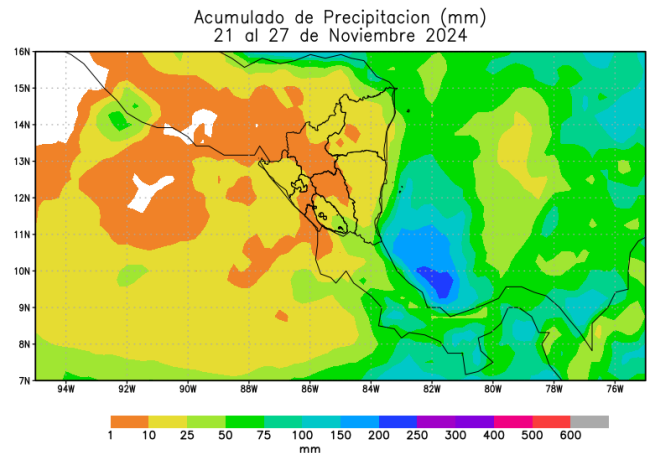 Acumulado de Precipitacion (mm)
21 al 27 de Noviembre 2024
16N
15N
14N
13N
12N
11N
10N
9N
8N
7N
94W 92W 90W 88W 86W 84W 82W 80W 78W 76W
1 10 25 50 75 100 150 200 250 300 400 500 600
mm